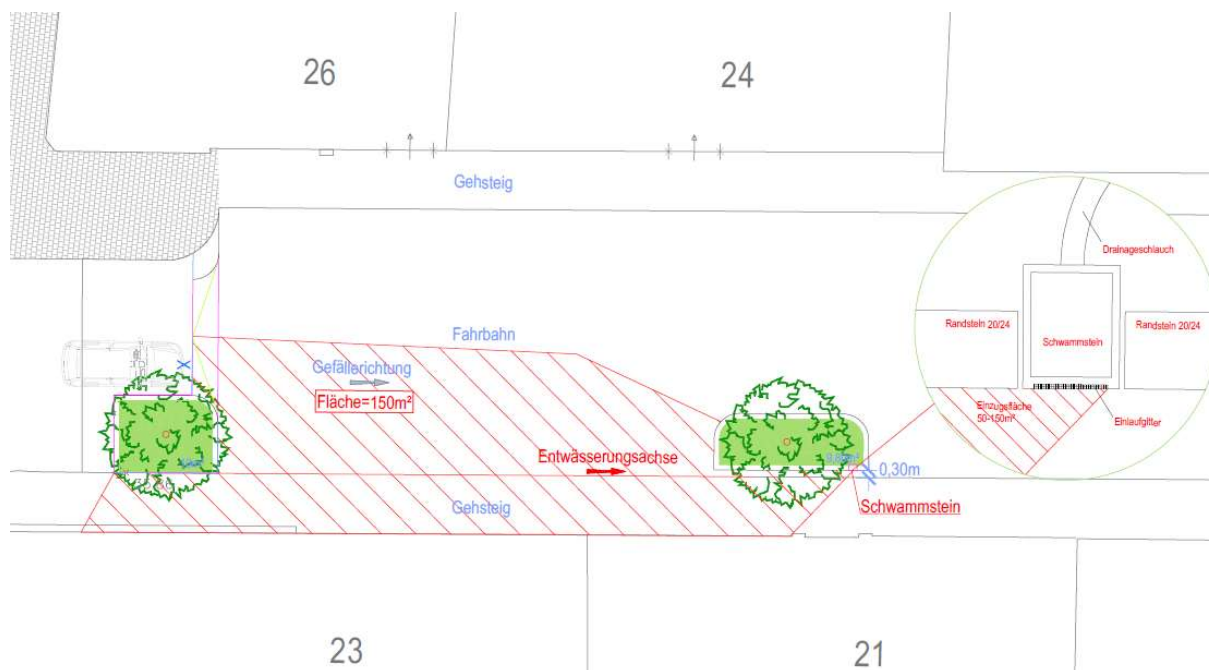 26
24
Gehsteig
Drainageschlauch
Randstein 20/24
Randstein 20/24
Schwammstein
Fahrbahn
Gefällerichtung
Fläche=150m²
Einzugsfläche
50-150m²
Einlaufgitter
Entwässerungsachse
0,30m
Gehsteig
Schwammstein
23
21